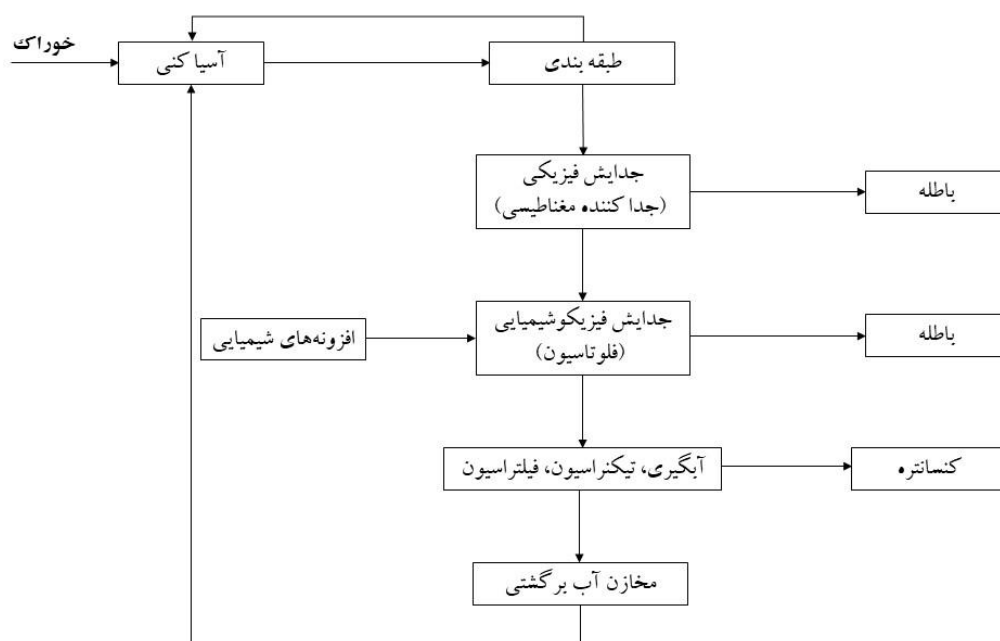 خوراک
آسیا کنی
طبقه بندی
جدایش فیزیکی
(جدا کننده مغناطیسی)
باطله
جدایش فیزیکوشیمیایی
(فلوتاسیون)
افزونه‌های شیمیایی
باطله
آبگیری، تیکنراسیون، فیلتراسیون
کنسانتره
مخازن آب برگشتی